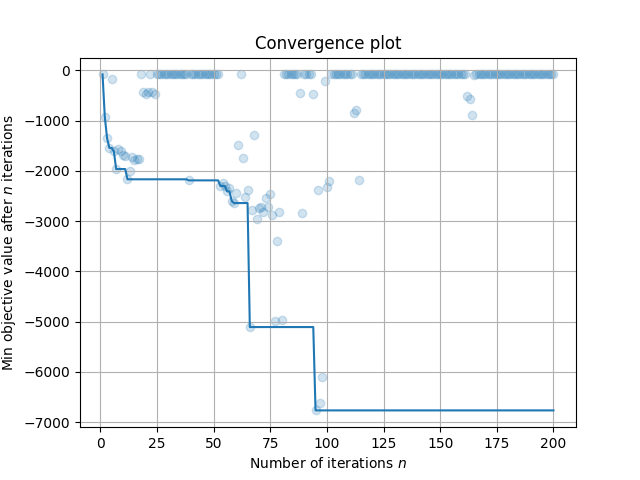 Convergence plot
Min objective value after n iterations
0
−1000
−2000
−3000
−4000
−5000
−6000
−7000
0 25 50 75 100 125 150 175 200
Number of iterations n